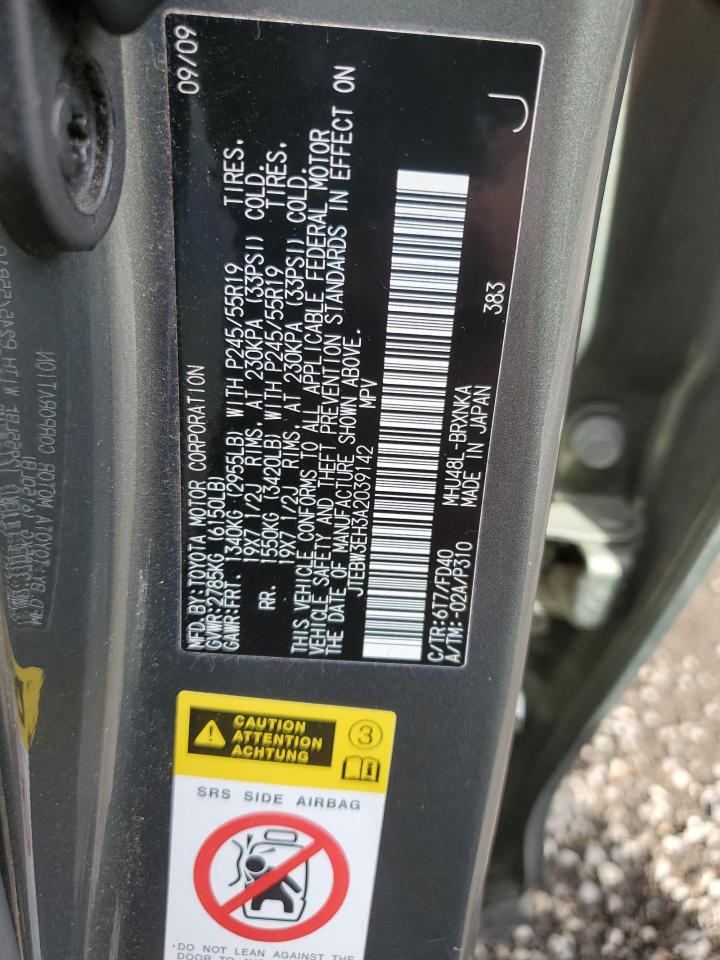 MFD.BY:TOYOTA MOTOR CORPORATION 09/09
GVWR:2785KG (6150LB)
GAWR:FRT. 1340KG (2955LB) WITH P245/55R19 TIRES.
19X7 1/2J RIMS, AT 230KPA (33PSI) COLD.
RR. 1550KG (3420LB) WITH P245/55R19 TIRES.
19X7 1/2J RIMS, AT 230KPA (33PSI) COLD.
THIS VEHICLE CONFORMS TO ALL APPLICABLE FEDERAL MOTOR
VEHICLE SAFETY AND THEFT PREVENTION STANDARDS IN EFFECT ON
THE DATE OF MANUFACTURE SHOWN ABOVE.
JTEBW3EH3A2039142 MPV
C/TR:6T7/FD40 MHU48L-BRXNKA
A/TM:-02A/P310 MADE IN JAPAN 383 J
CAUTION
ATTENTION
ACHTUNG
3
SRS SIDE AIRBAG
·DO NOT LEAN AGAINST THE